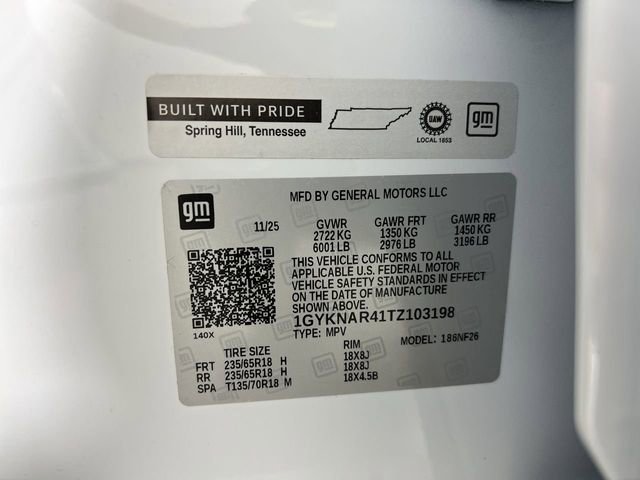 BUILT WITH PRIDE
Spring Hill, Tennessee
UAW
LOCAL 1853
gm
gm
MFD BY GENERAL MOTORS LLC
11/25 GVWR GAWR FRT GAWR RR
2722 KG 1350 KG 1450 KG
6001 LB 2976 LB 3196 LB
THIS VEHICLE CONFORMS TO ALL
APPLICABLE U.S. FEDERAL MOTOR
VEHICLE SAFETY STANDARDS IN EFFECT
ON THE DATE OF MANUFACTURE
SHOWN ABOVE.
1GYKNAR41TZ103198
140X
TYPE: MPV MODEL: 186NF26
TIRE SIZE RIM
FRT 235/65R18 H 18X8J
RR 235/65R18 H 18X8J
SPA T135/70R18 M 18X4.5B